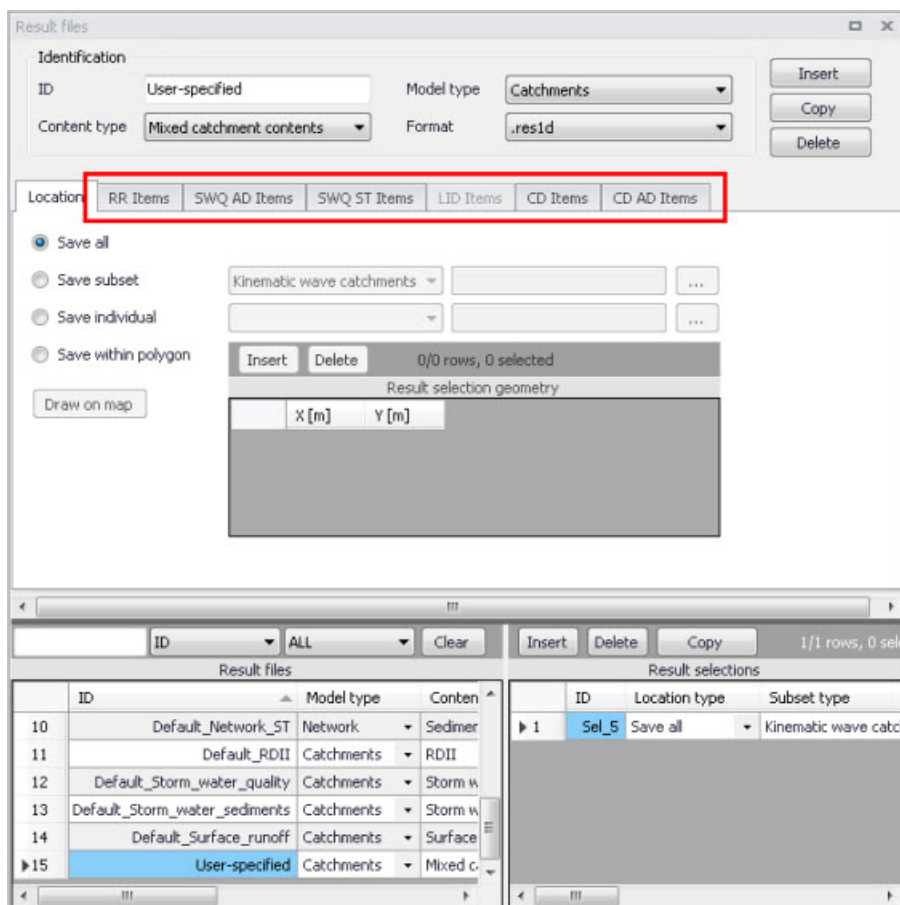 Result files
Identification
ID User-specified Model type Catchments Insert
Copy
Content type Mixed catchment contents Format .res1d
Delete
Location RR Items SWQ AD Items SWQ ST Items LID Items CD Items CD AD Items
Save all
Save subset Kinematic wave catchments ...
Save individual ...
Save within polygon Insert Delete 0/0 rows, 0 selected
Result selection geometry
Draw on map
X [m] Y [m]
ID ALL Clear Insert Delete Copy 1/1 rows, 0 sel
Result files Result selections
ID Model type Conten ID Location type Subset type
10 Default_Network_ST Network Sedimer 1 Sel_5 Save all Kinematic wave catc
11 Default_RDII Catchments RDII
12 Default_Storm_water_quality Catchments Storm w
13 Default_Storm_water_sediments Catchments Storm w
14 Default_Surface_runoff Catchments Surface
15 User-specified Catchments Mixed c